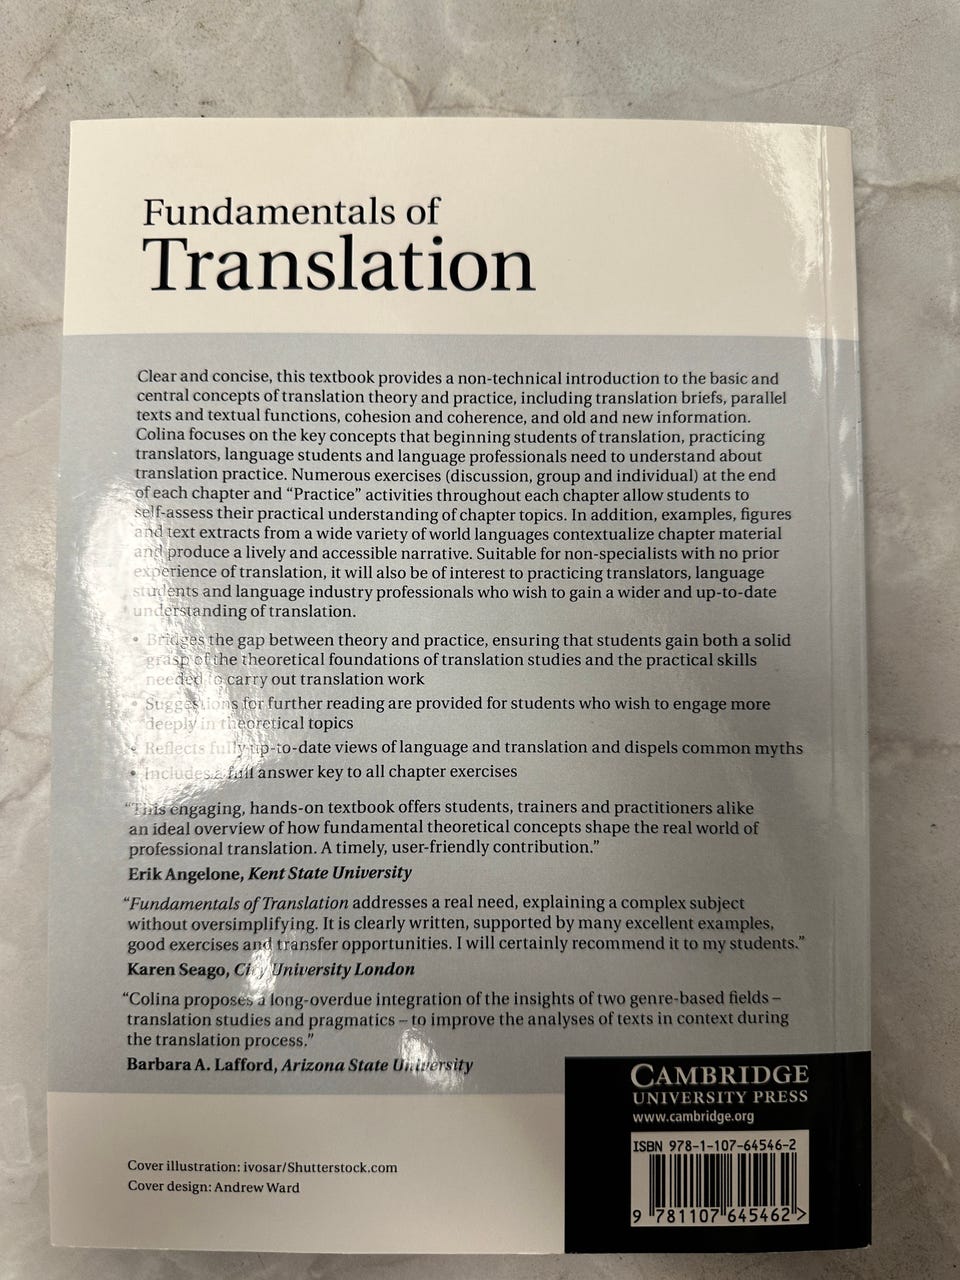 Fundamentals of
Translation
Clear and concise, this textbook provides a non-technical introduction to the basic and
central concepts of translation theory and practice, including translation briefs, parallel
texts and textual functions, cohesion and coherence, and old and new information.
Colina focuses on the key concepts that beginning students of translation, practicing
translators, language students and language professionals need to understand about
translation practice. Numerous exercises (discussion, group and individual) at the end
of each chapter and “Practice” activities throughout each chapter allow students to
self-assess their practical understanding of chapter topics. In addition, examples, figures
and text extracts from a wide variety of world languages contextualize chapter material
and produce a lively and accessible narrative. Suitable for non-specialists with no prior
experience of translation, it will also be of interest to practicing translators, language
students and language industry professionals who wish to gain a wider and up-to-date
understanding of translation.
• Bridges the gap between theory and practice, ensuring that students gain both a solid
grasp of the theoretical foundations of translation studies and the practical skills
needed to carry out translation work
• Suggestions for further reading are provided for students who wish to engage more
deeply in theoretical topics
• Reflects fully up-to-date views of language and translation and dispels common myths
• Includes a full answer key to all chapter exercises
“This engaging, hands-on textbook offers students, trainers and practitioners alike
an ideal overview of how fundamental theoretical concepts shape the real world of
professional translation. A timely, user-friendly contribution.”
Erik Angelone, Kent State University
“Fundamentals of Translation addresses a real need, explaining a complex subject
without oversimplifying. It is clearly written, supported by many excellent examples,
good exercises and transfer opportunities. I will certainly recommend it to my students.”
Karen Seago, City University London
“Colina proposes a long-overdue integration of the insights of two genre-based fields –
translation studies and pragmatics – to improve the analyses of texts in context during
the translation process.”
Barbara A. Lafford, Arizona State University
Cover illustration: ivosar/Shutterstock.com
Cover design: Andrew Ward
CAMBRIDGE
UNIVERSITY PRESS
www.cambridge.org
ISBN 978-1-107-64546-2
9 781107 645462 >